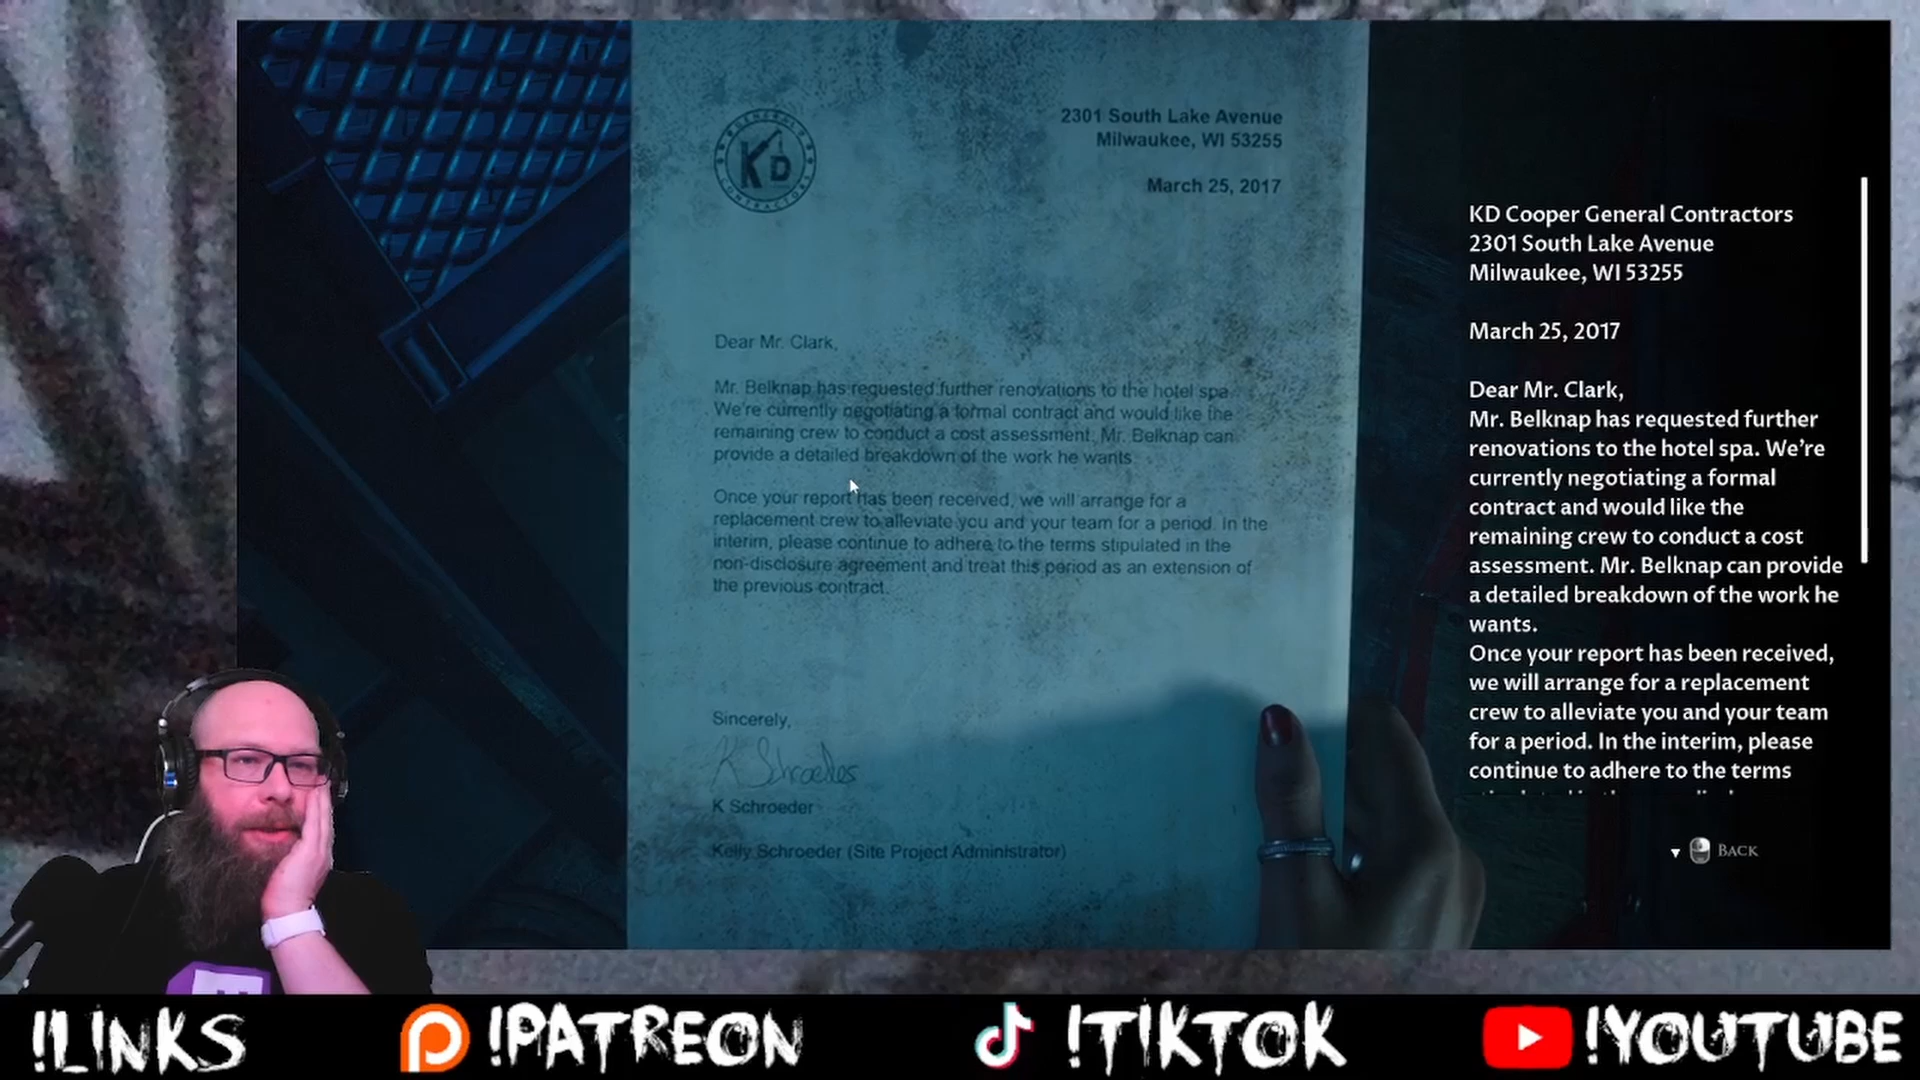 GENERAL
KD
CONTRACTORS
2301 South Lake Avenue
Milwaukee, WI 53255
March 25, 2017
Dear Mr. Clark,
Mr. Belknap has requested further renovations to the hotel spa.
We're currently negotiating a formal contract and would like the
remaining crew to conduct a cost assessment. Mr. Belknap can
provide a detailed breakdown of the work he wants.
Once your report has been received, we will arrange for a
replacement crew to alleviate you and your team for a period. In the
interim, please continue to adhere to the terms stipulated in the
non-disclosure agreement and treat this period as an extension of
the previous contract.
Sincerely,
K Schroeder
K Schroeder
Kelly Schroeder (Site Project Administrator)
KD Cooper General Contractors
2301 South Lake Avenue
Milwaukee, WI 53255
March 25, 2017
Dear Mr. Clark,
Mr. Belknap has requested further
renovations to the hotel spa. We're
currently negotiating a formal
contract and would like the
remaining crew to conduct a cost
assessment. Mr. Belknap can provide
a detailed breakdown of the work he
wants.
Once your report has been received,
we will arrange for a replacement
crew to alleviate you and your team
for a period. In the interim, please
continue to adhere to the terms
BACK
!LINKS
!PATREON
!TIKTOK
!YOUTUBE